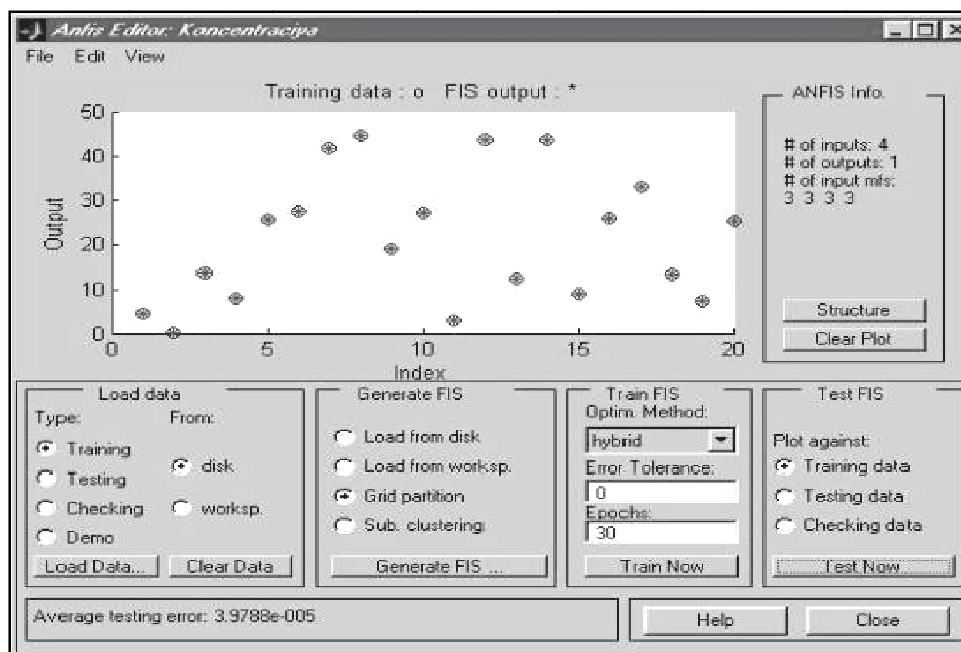 Anfis Editor: Koncentraciya
File Edit View
Training data : o FIS output : *
50
40
30
20
10
0
Output
0 5 10 15 20
Index
ANFIS Info.
# of inputs: 4
# of outputs: 1
# of input mfs:
3 3 3 3
Structure
Clear Plot
Load data
Type: From:
Training
Testing
Checking
Demo
disk
worksp.
Load Data... Clear Data
Generate FIS
Load from disk
Load from worksp.
Grid partition
Sub. clustering
Generate FIS ...
Train FIS
Optim. Method:
hybrid
Error Tolerance:
0
Epochs:
30
Train Now
Test FIS
Plot against:
Training data
Testing data
Checking data
Test Now
Average testing error: 3.9788e-005
Help Close